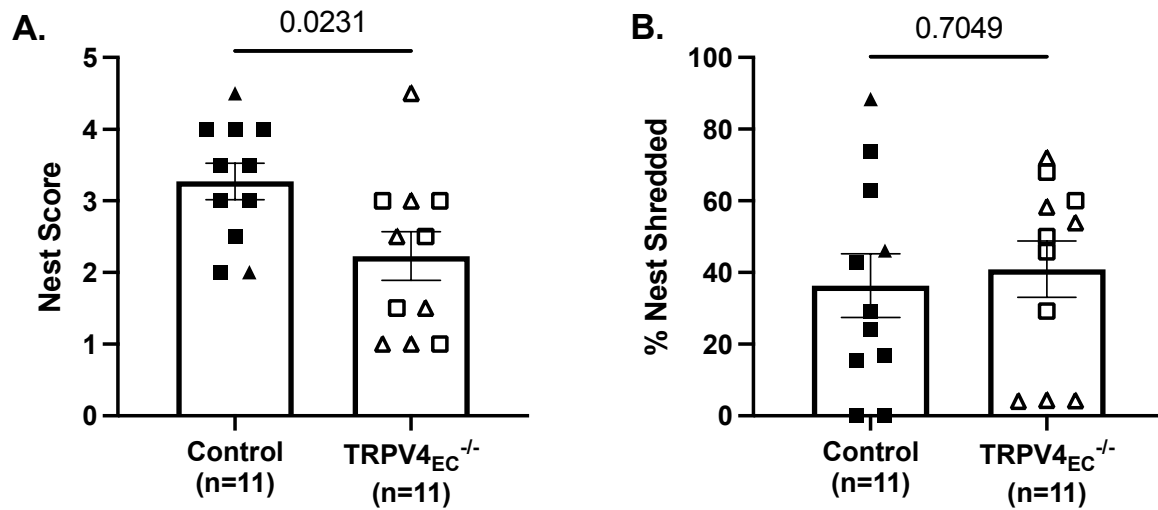 A.
0.0231
5
4
3
2
1
0
Nest Score
Control
(n=11)
TRPV4EC-/-
(n=11)
B.
0.7049
100
80
60
40
20
0
% Nest Shredded
Control
(n=11)
TRPV4EC-/-
(n=11)